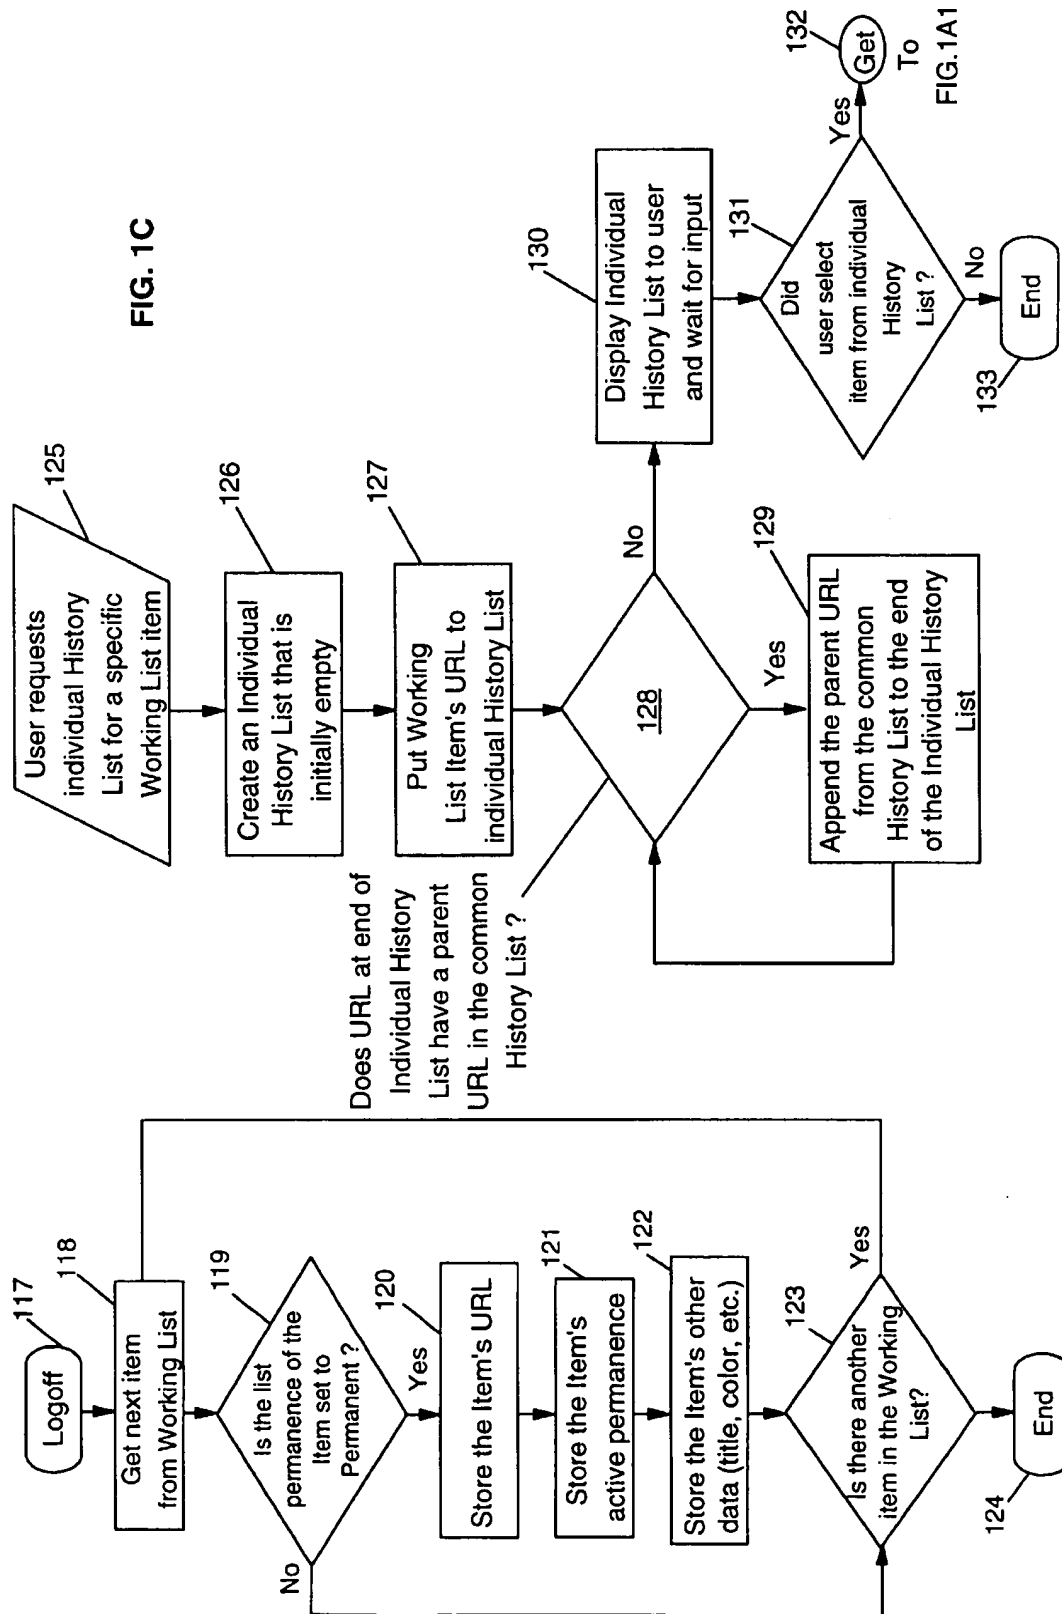 FIG. 1C
117
Logoff
118
Get next item
from Working List
119
Is the list
permanence of the
Item set to
Permanent ?
No
Yes
120
Store the Item's URL
121
Store the Item's
active permanence
122
Store the Item's other
data (title, color, etc.)
123
Is there another
item in the Working
List?
Yes
End
124
125
User requests
individual History
List for a specific
Working List item
126
Create an Individual
History List that is
initially empty
127
Put Working
List Item's URL to
individual History List
Does URL at end of
Individual History
List have a parent
URL in the common
History List ?
128
No
Yes
129
Append the parent URL
from the common
History List to the end
of the Individual History
List
130
Display Individual
History List to user
and wait for input
131
Did
user select
item from individual
History
List ?
Yes
132
Get
To
FIG.1A1
No
End
133